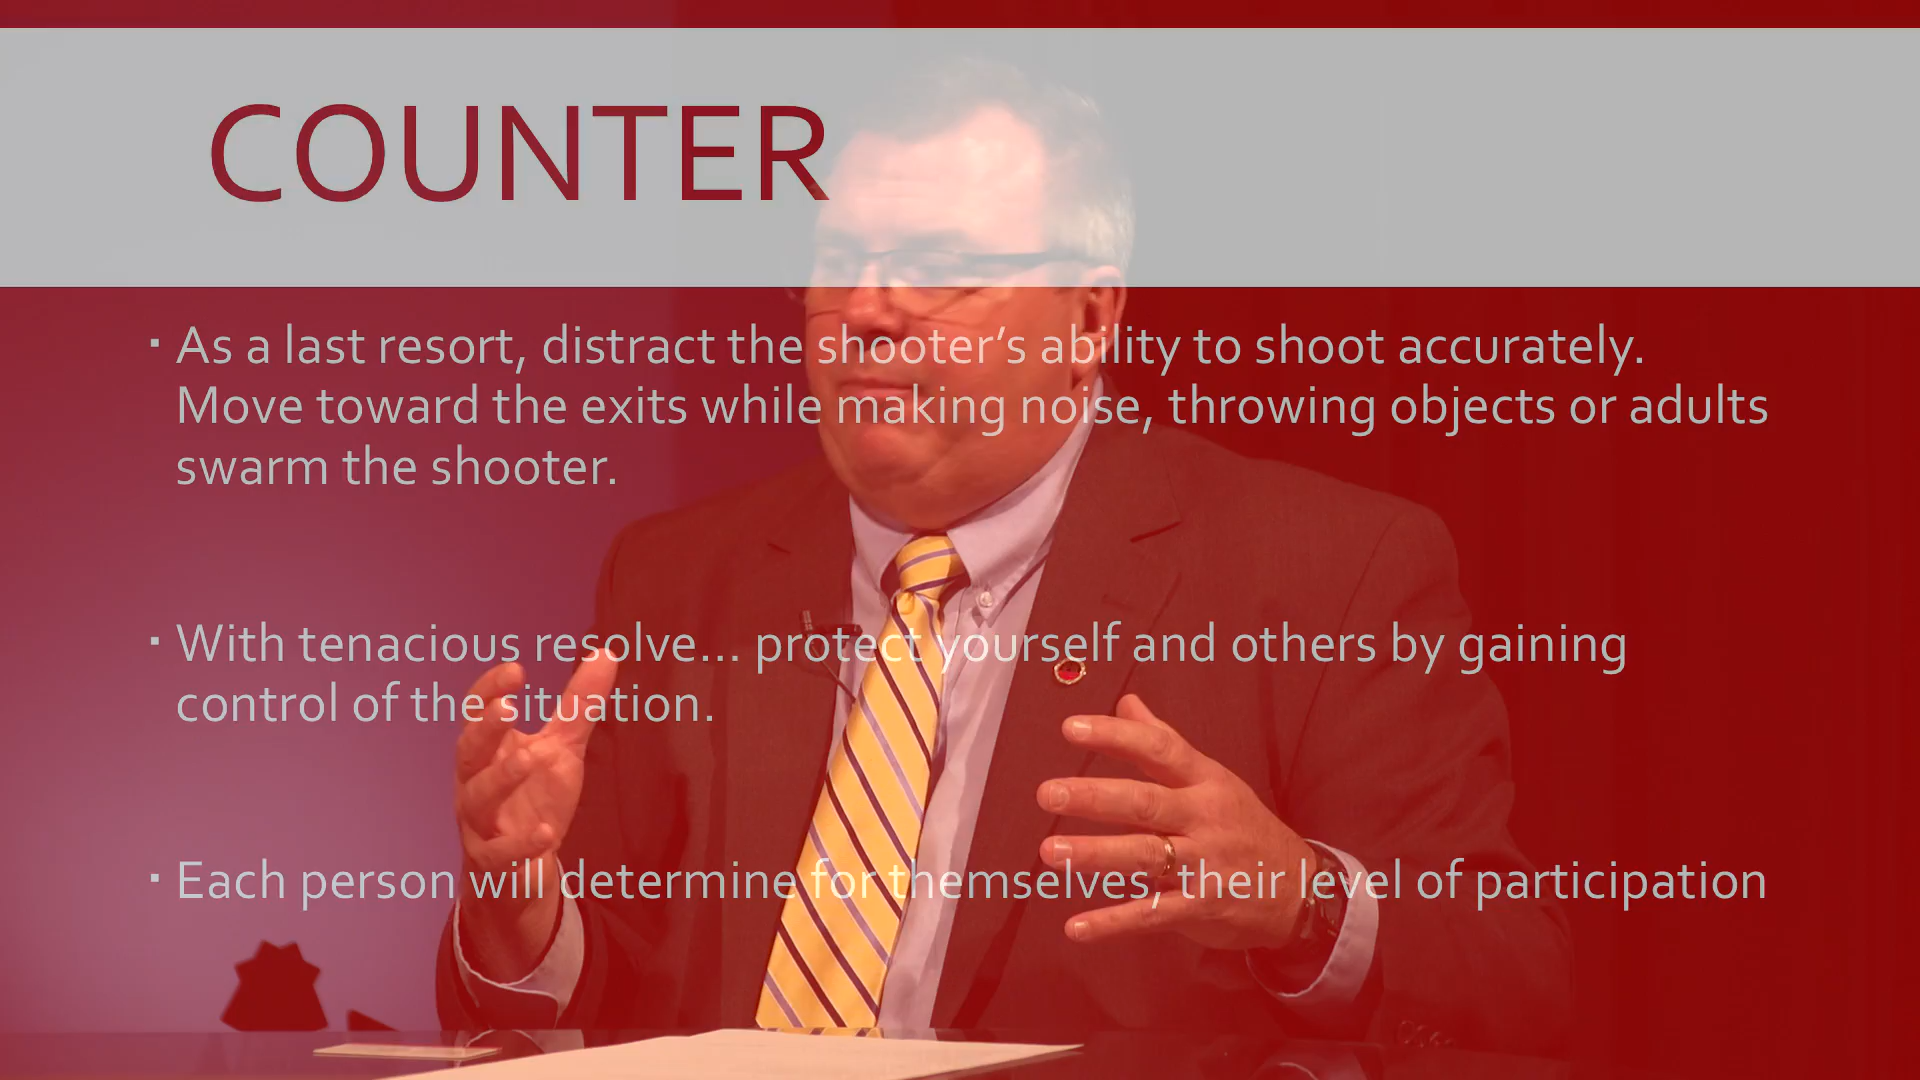 COUNTER
▪ As a last resort, distract the shooter’s ability to shoot accurately.
Move toward the exits while making noise, throwing objects or adults
swarm the shooter.
▪ With tenacious resolve… protect yourself and others by gaining
control of the situation.
▪ Each person will determine for themselves, their level of participation